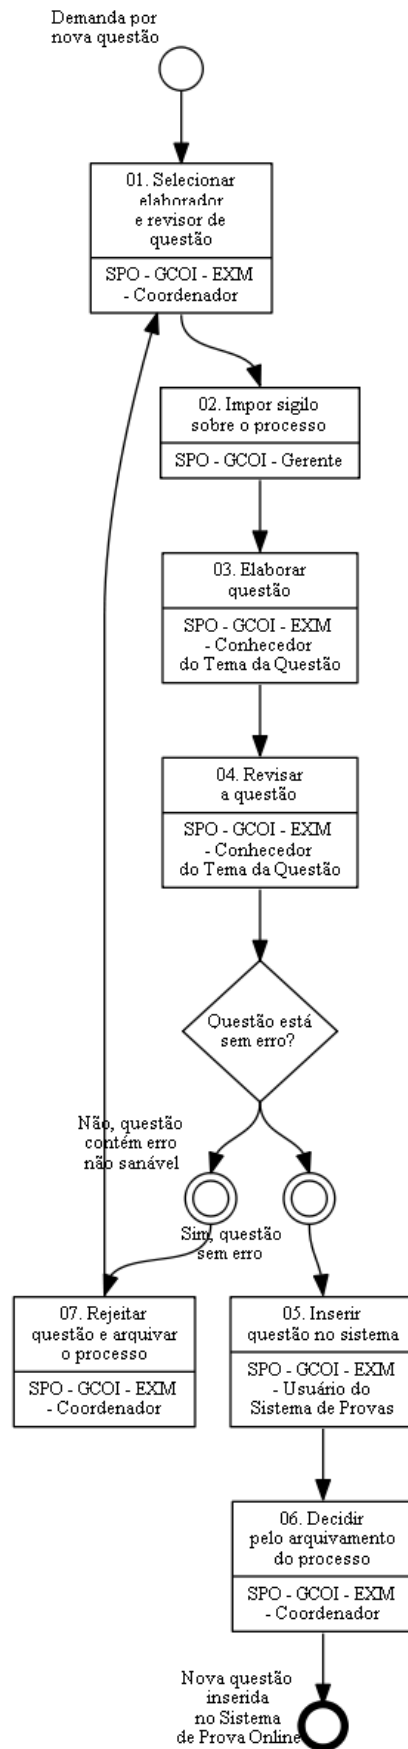 Demanda por
nova questão
01. Selecionar
elaborador
e revisor de
questão
SPO - GCOI - EXM
- Coordenador
02. Impor sigilo
sobre o processo
SPO - GCOI - Gerente
03. Elaborar
questão
SPO - GCOI - EXM
- Conhecedor
do Tema da Questão
04. Revisar
a questão
SPO - GCOI - EXM
- Conhecedor
do Tema da Questão
Questão está
sem erro?
Não, questão
contém erro
não sanável
Sim, questão
sem erro
07. Rejeitar
questão e arquivar
o processo
SPO - GCOI - EXM
- Coordenador
05. Inserir
questão no sistema
SPO - GCOI - EXM
- Usuário do
Sistema de Provas
06. Decidir
pelo arquivamento
do processo
SPO - GCOI - EXM
- Coordenador
Nova questão
inserida
no Sistema
de Prova Online